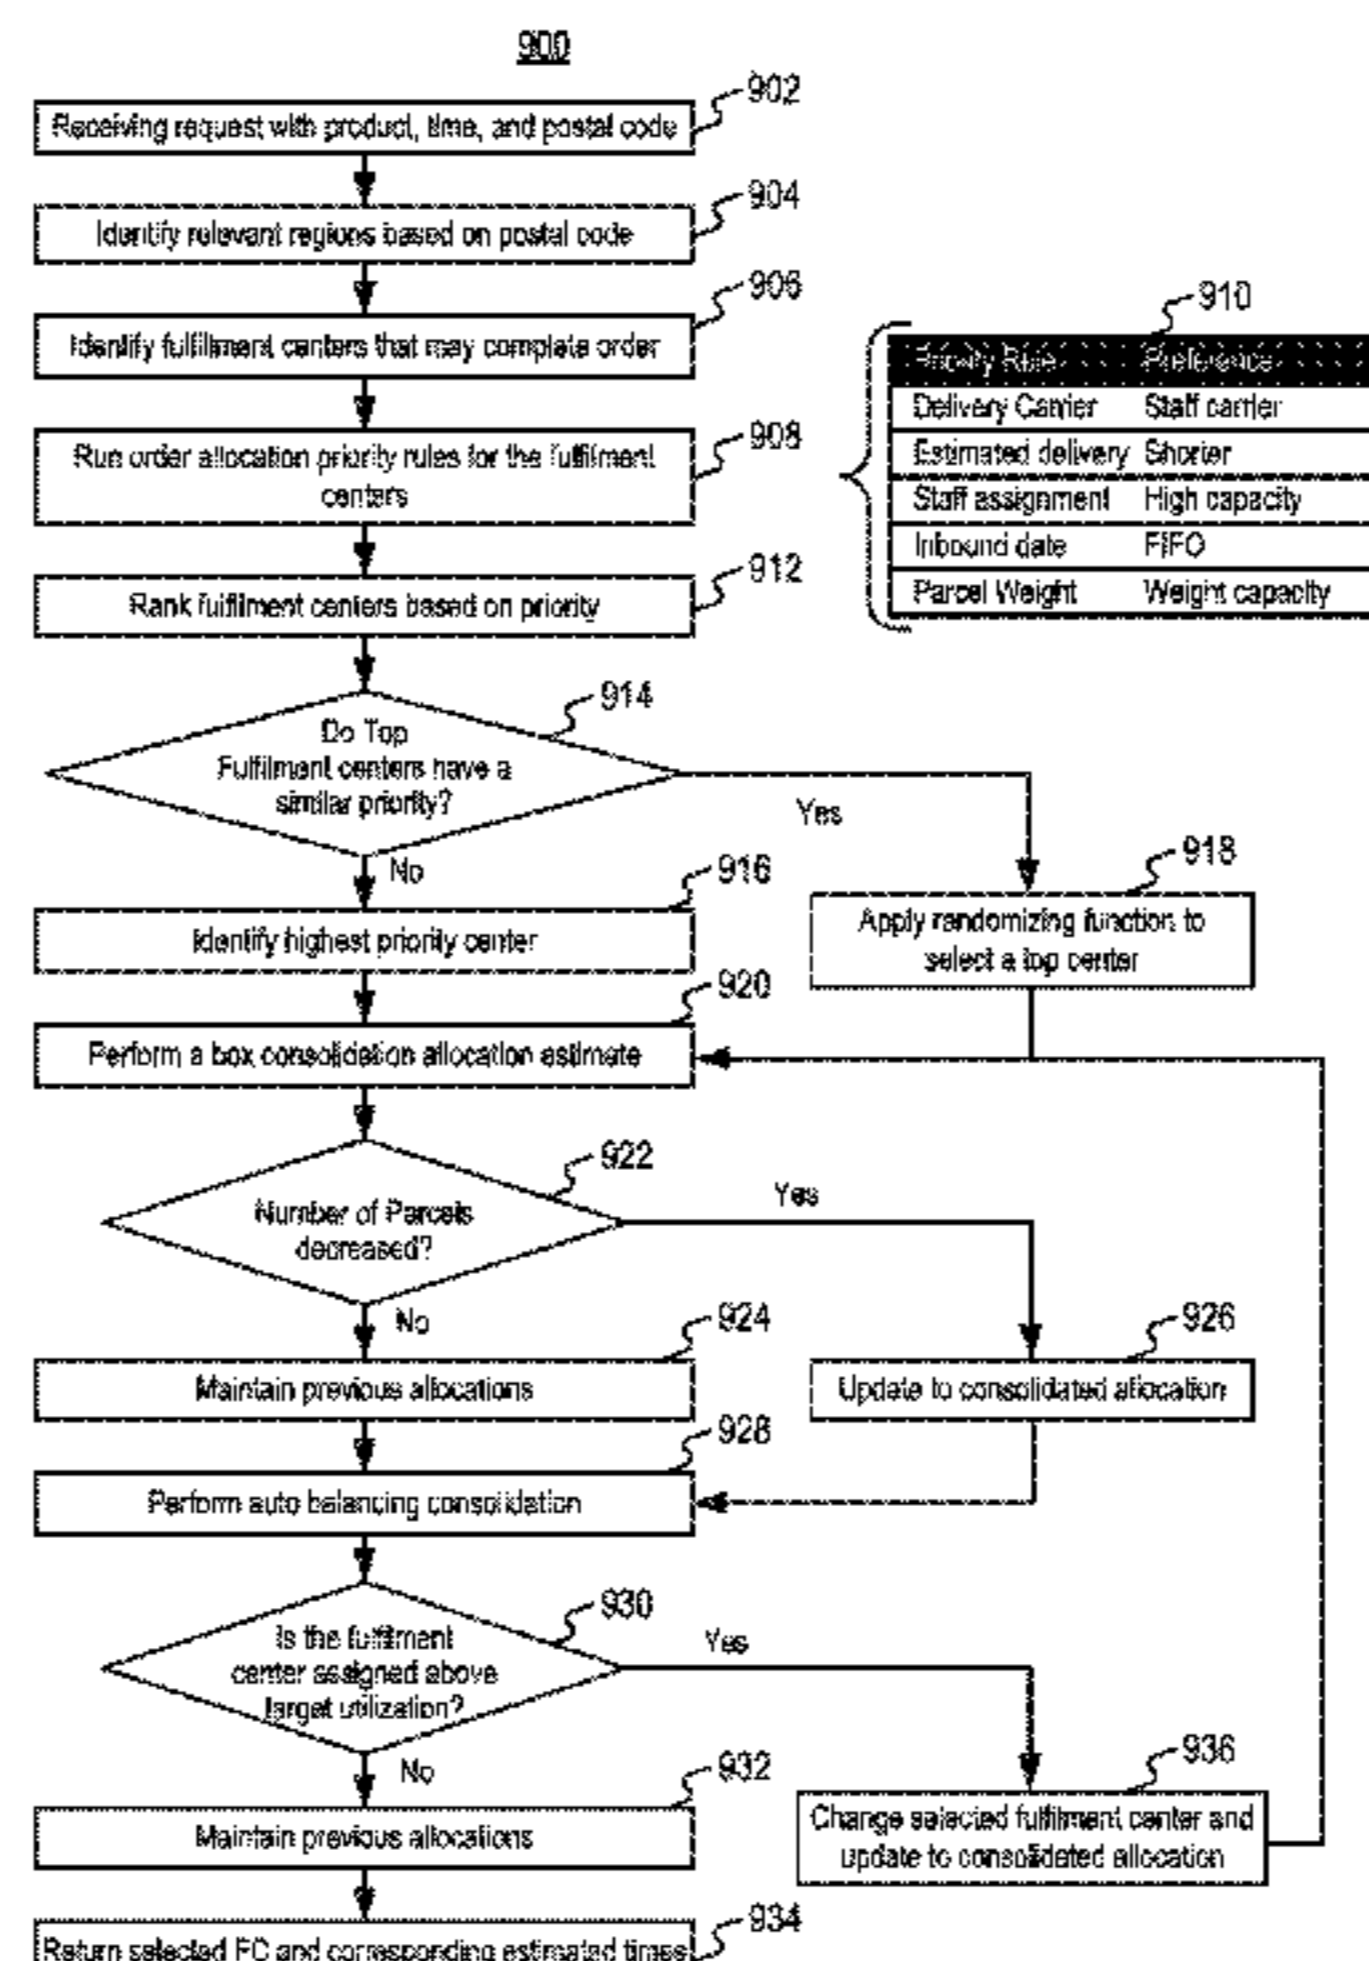 900
902
Receiving request with product, time, and postal code
904
Identify relevant regions based on postal code
906
Identify fulfillment centers that may complete order
908
Run order allocation priority rules for the fulfilment
centers
910
Priority Rule Preference
Delivery Carrier Staff carrier
Estimated delivery Shorter
Staff assignment High capacity
Inbound date FIFO
Parcel Weight Weight capacity
912
Rank fulfilment centers based on priority
914
Do Top
Fulfilment centers have a
similar priority?
Yes
No
916
Identify highest priority center
918
Apply randomizing function to
select a top center
920
Perform a box consolidation allocation estimate
922
Number of Parcels
decreased?
Yes
No
924
Maintain previous allocations
926
Update to consolidated allocation
928
Perform auto balancing consolidation
930
Is the fulfilment
center assigned above
target utilization?
Yes
No
932
Maintain previous allocations
936
Change selected fulfilment center and
update to consolidated allocation
934
Return selected FC and corresponding estimated times